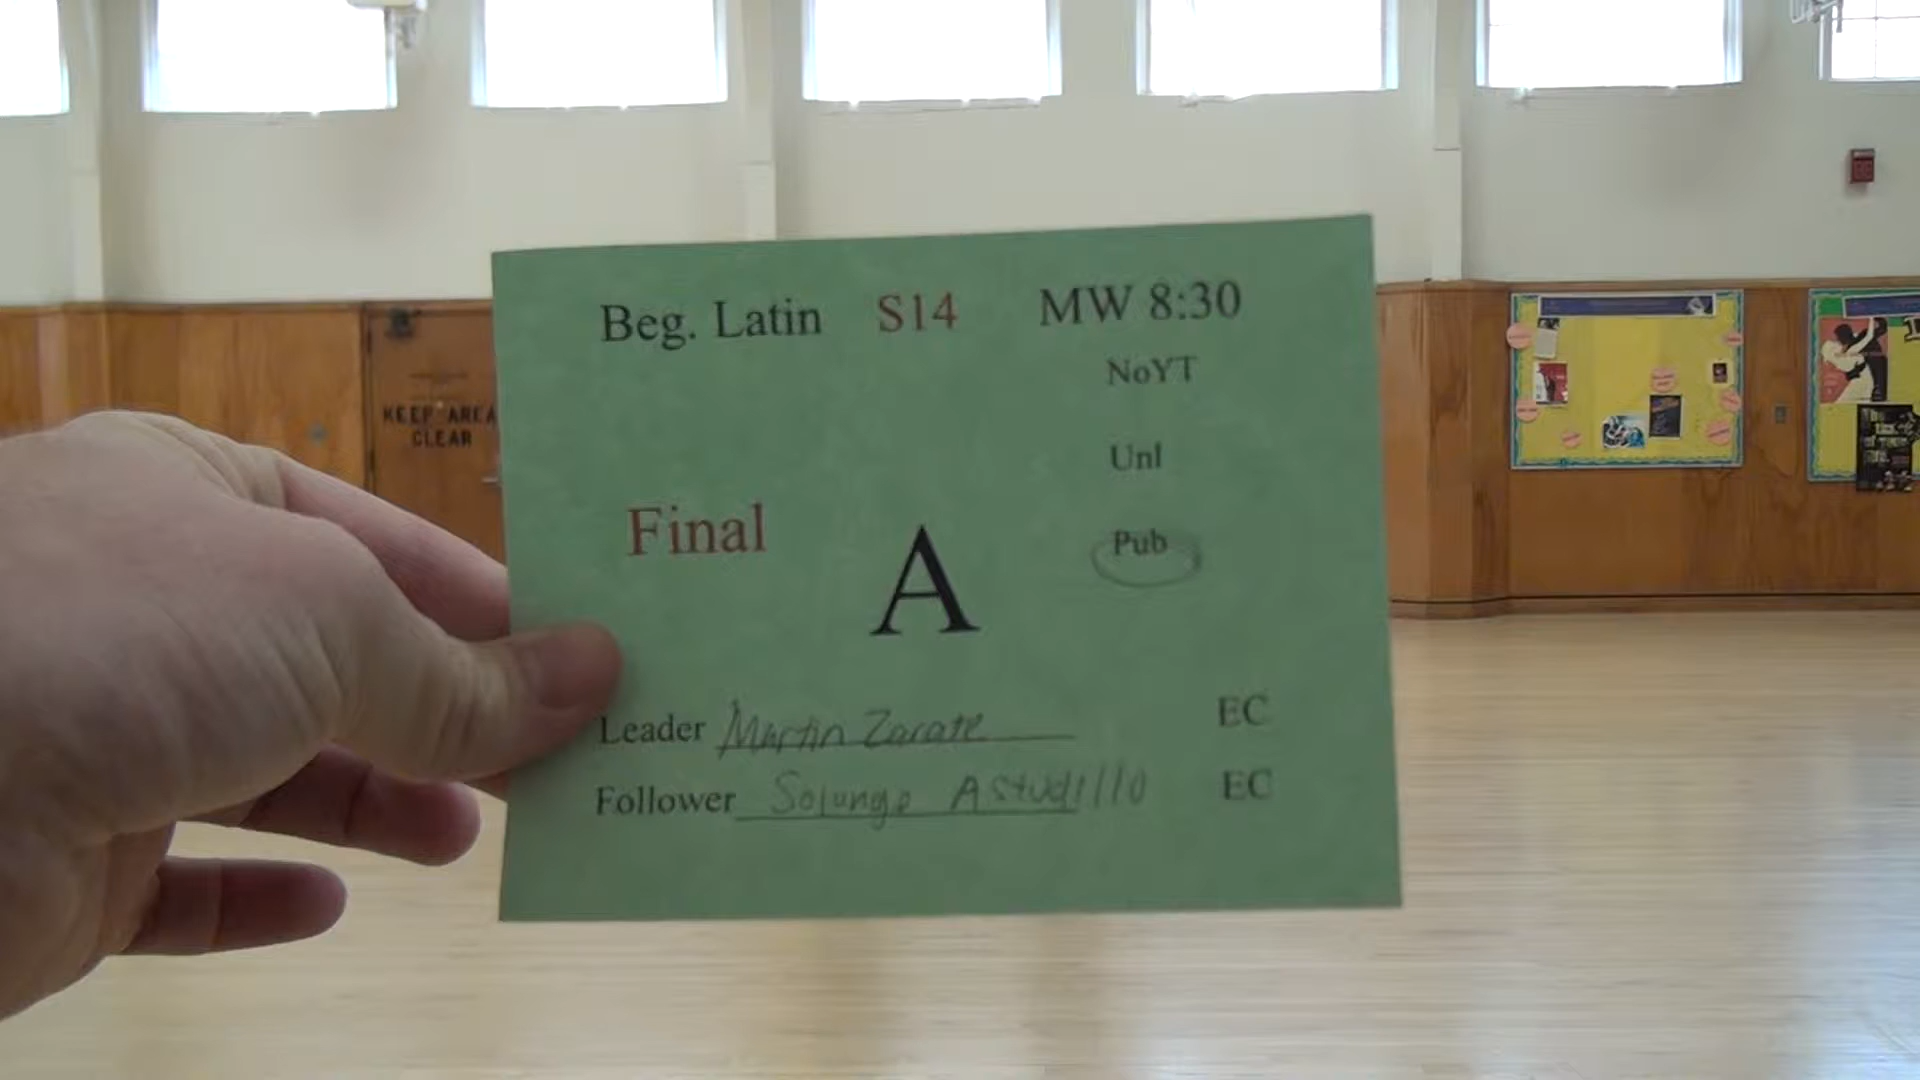 Beg. Latin S14 MW 8:30
NoYT
Unl
Final
A
Pub
Leader Martin Zarate EC
Follower Solange Astudillo EC
KEEP AREA
CLEAR